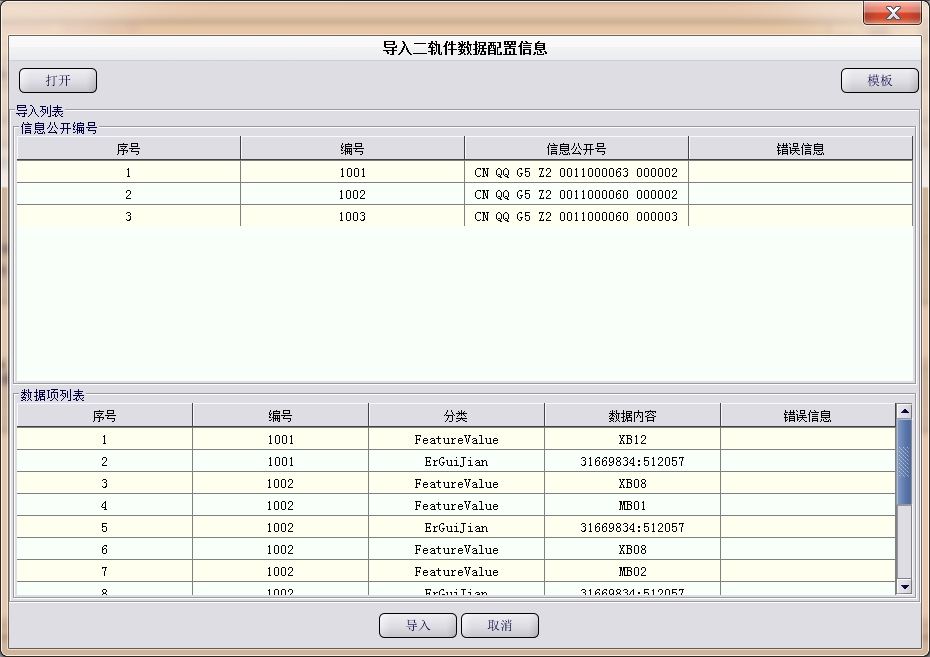 导入二轨件数据配置信息
打开 模板
导入列表
信息公开编号
序号 编号 信息公开号 错误信息
1 1001 CN QQ G5 Z2 0011000063 000002
2 1002 CN QQ G5 Z2 0011000060 000002
3 1003 CN QQ G5 Z2 0011000060 000003
数据项列表
序号 编号 分类 数据内容 错误信息
1 1001 FeatureValue XB12
2 1001 ErGuiJian 31669834:512057
3 1002 FeatureValue XB08
4 1002 FeatureValue MB01
5 1002 ErGuiJian 31669834:512057
6 1002 FeatureValue XB08
7 1002 FeatureValue MB02
8 1002 ErGuiJian 31669834:512057
导入 取消